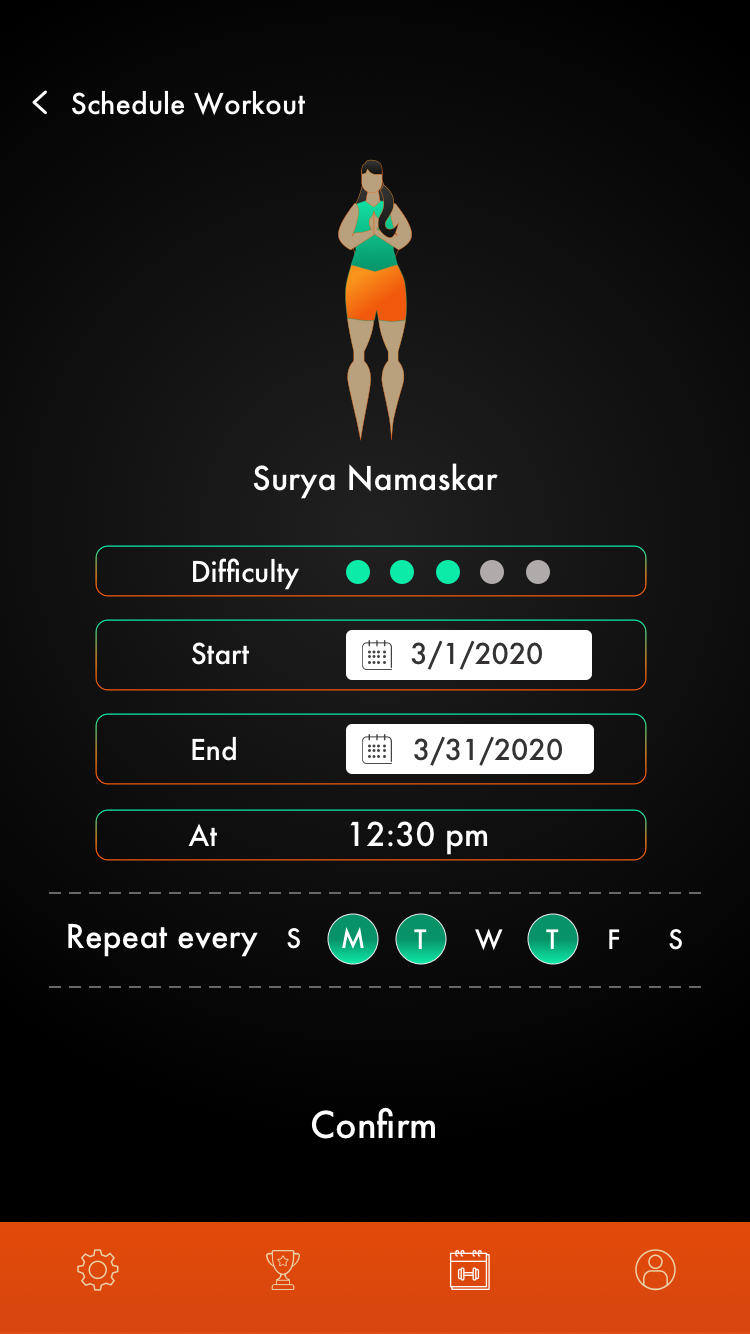 Schedule Workout
Surya Namaskar
Difficulty
Start 3/1/2020
End 3/31/2020
At 12:30 pm
Repeat every S M T W T F S
Confirm